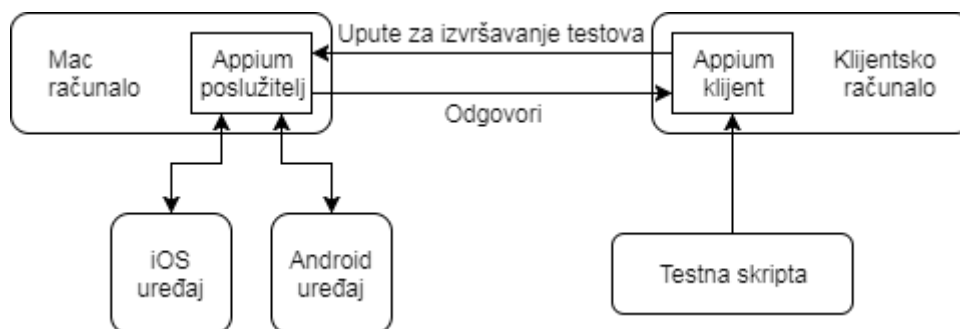 Mac
računalo
Appium
poslužitelj
Upute za izvršavanje testova
Odgovori
Appium
klijent
Klijentsko
računalo
iOS
uređaj
Android
uređaj
Testna skripta